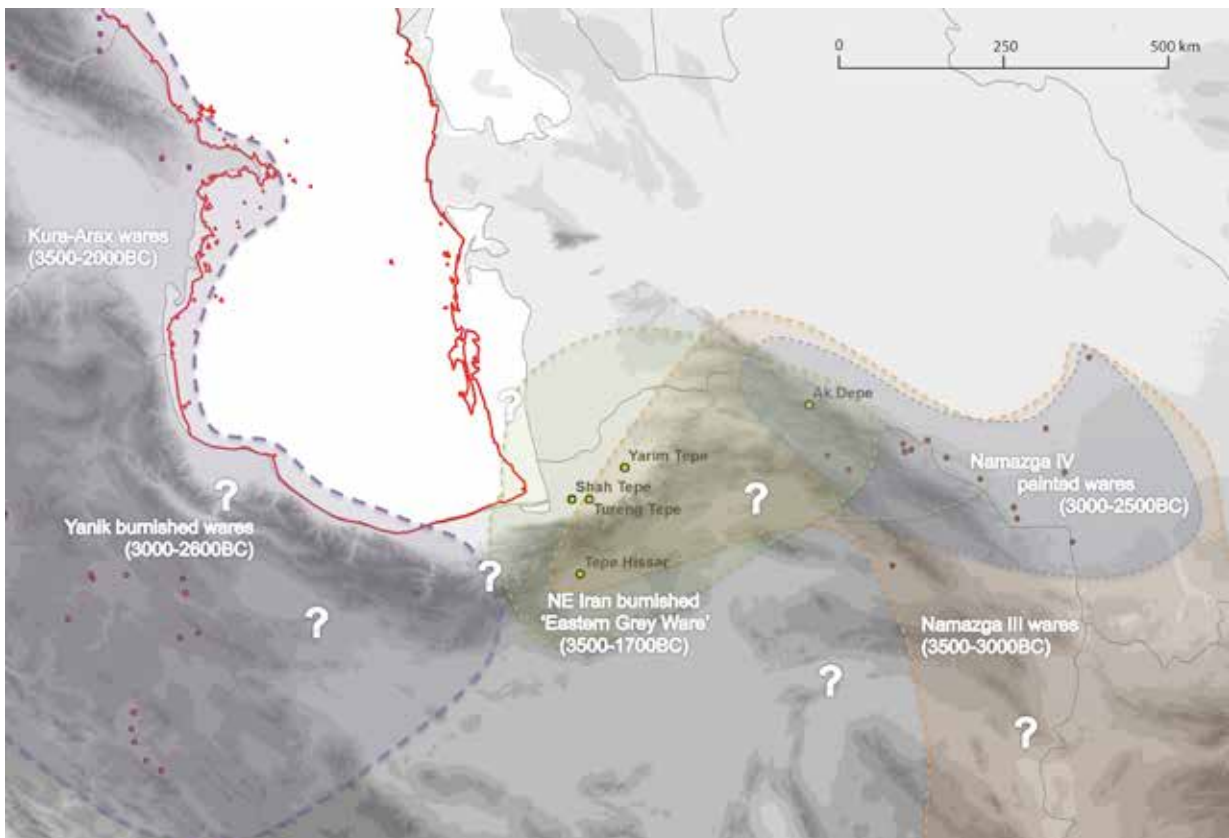 0 250 500 km
Kura-Arax wares
(3500-2000BC)
?
Ak Depe
Yarim Tepe
Shah Tepe
Tureng Tepe
Namazga IV
painted wares
(3000-2500BC)
?
?
Yanik burnished wares
(3000-2600BC)
?
Tepe Hissar
?
NE Iran burnished
'Eastern Grey Ware'
(3500-1700BC)
Namazga III wares
(3500-3000BC)
?
?
?